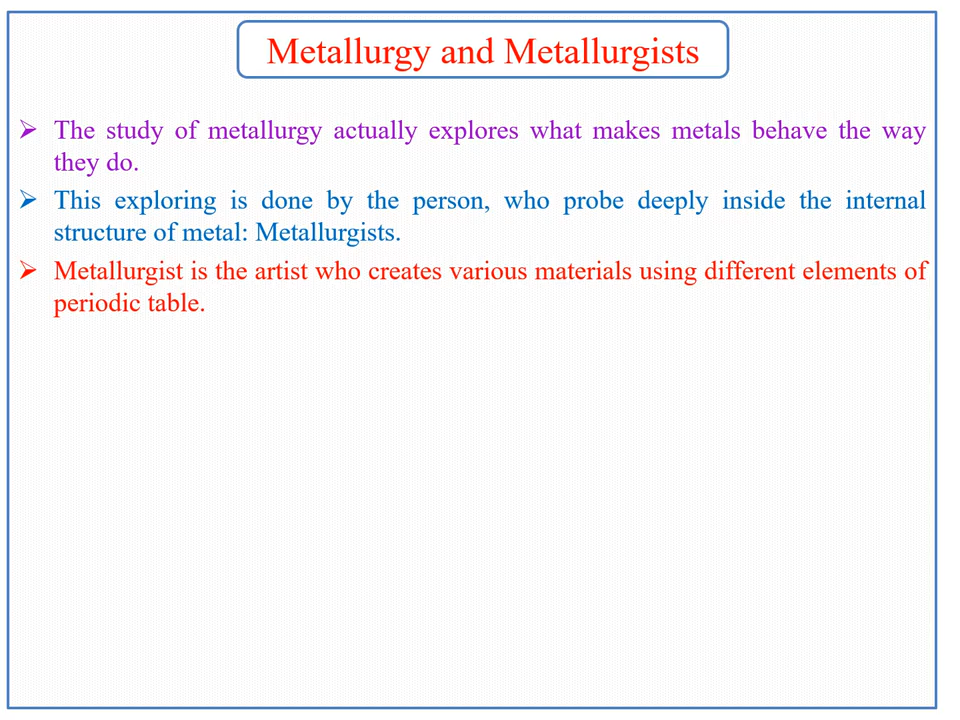 Metallurgy and Metallurgists
➢ The study of metallurgy actually explores what makes metals behave the way
they do.
➢ This exploring is done by the person, who probe deeply inside the internal
structure of metal: Metallurgists.
➢ Metallurgist is the artist who creates various materials using different elements of
periodic table.